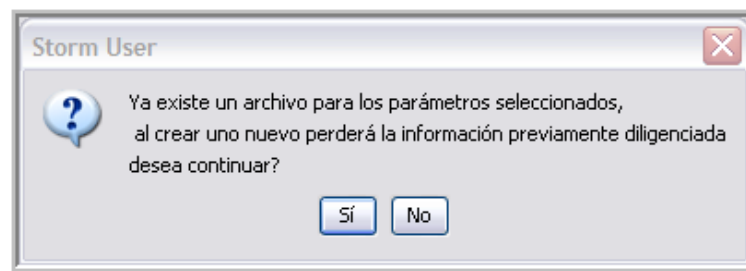 Storm User
Ya existe un archivo para los parámetros seleccionados,
al crear uno nuevo perderá la información previamente diligenciada
desea continuar?
Sí No